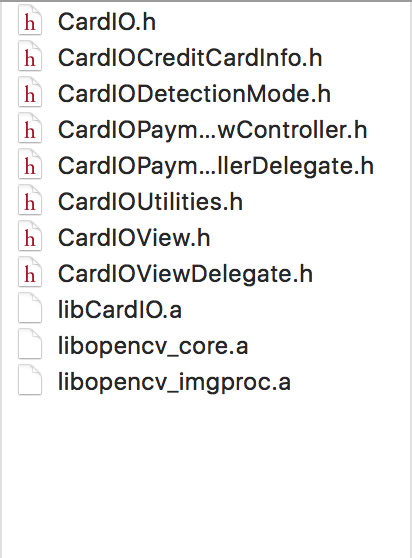 h CardIO.h
h CardIOCreditCardInfo.h
h CardIODetectionMode.h
h CardIOPaym...wController.h
h CardIOPaym...llerDelegate.h
h CardIOUtilities.h
h CardIOView.h
h CardIOViewDelegate.h
libCardIO.a
libopencv_core.a
libopencv_imgproc.a